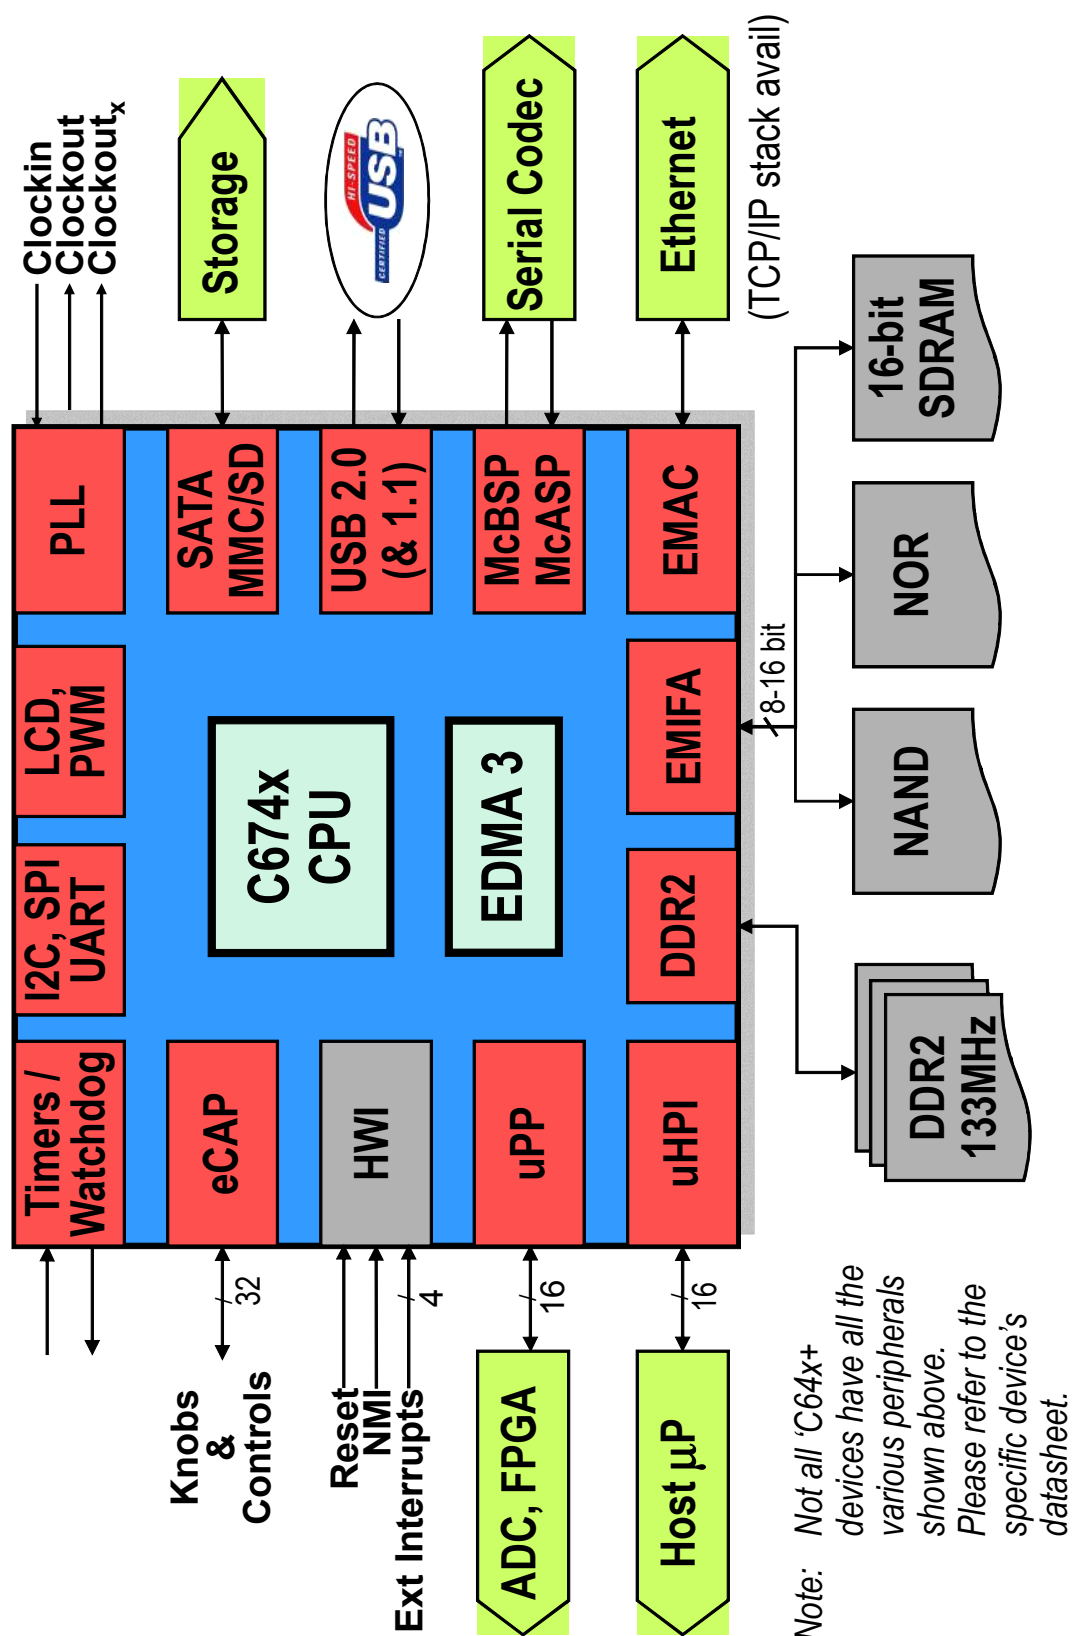 Timers /
Watchdog
I2C, SPI
UART
LCD,
PWM
PLL
Clockin
Clockout
Clockoutx
Knobs
&
Controls
32
eCAP
C674x
CPU
SATA
MMC/SD
Storage
Reset
NMI
Ext Interrupts
4
HWI
USB 2.0
(& 1.1)
CERTIFIED
HI-SPEED
USB
ADC, FPGA
16
uPP
EDMA 3
McBSP
McASP
Serial Codec
Host μP
16
uHPI
DDR2
EMIFA
EMAC
Ethernet
(TCP/IP stack avail)
8-16 bit
DDR2
133MHz
NAND
NOR
16-bit
SDRAM
Note: Not all ‘C64x+
devices have all the
various peripherals
shown above.
Please refer to the
specific device’s
datasheet.